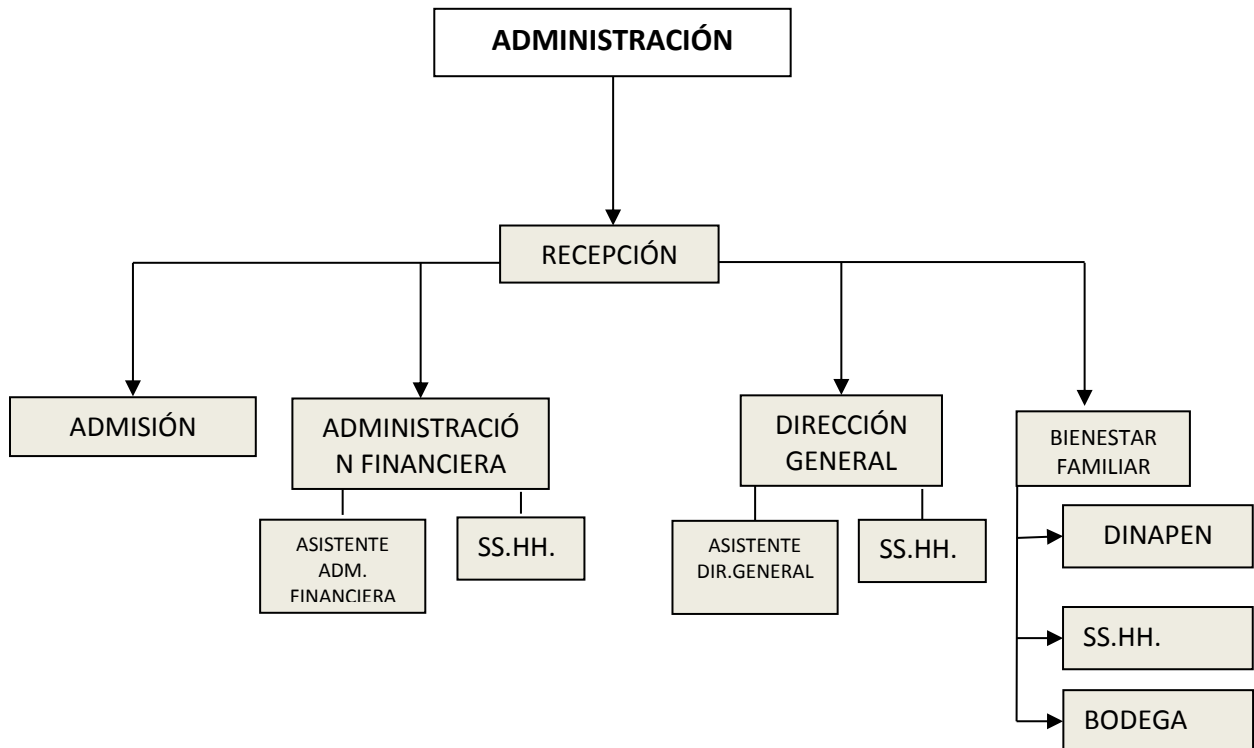 ADMINISTRACIÓN
RECEPCIÓN
ADMISIÓN
ADMINISTRACIÓ
N FINANCIERA
DIRECCIÓN
GENERAL
BIENESTAR
FAMILIAR
ASISTENTE
ADM.
FINANCIERA
SS.HH.
ASISTENTE
DIR.GENERAL
SS.HH.
DINAPEN
SS.HH.
BODEGA